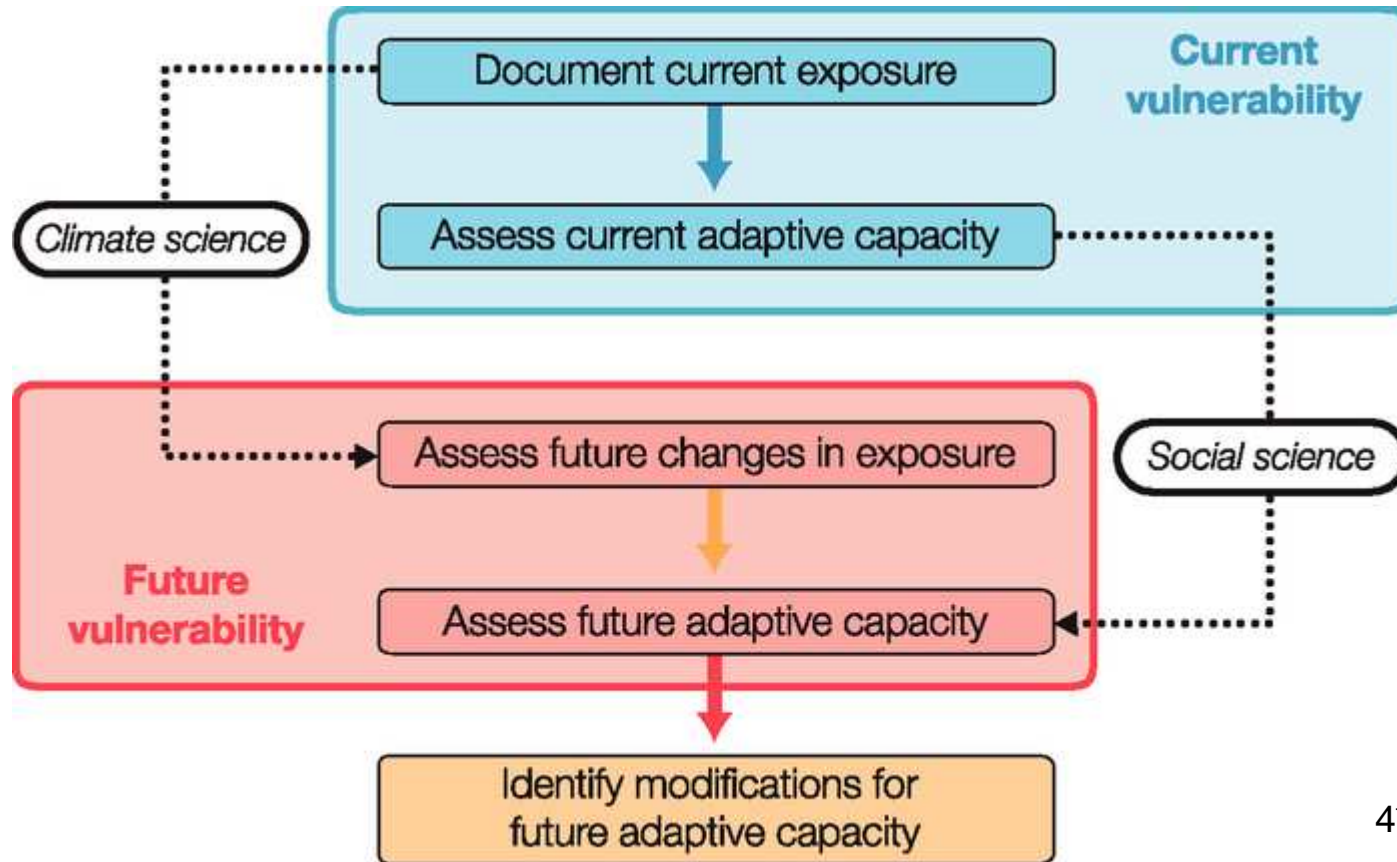 Document current exposure
Current
vulnerability
Assess current adaptive capacity
Climate science
Assess future changes in exposure
Social science
Future
vulnerability
Assess future adaptive capacity
Identify modifications for
future adaptive capacity